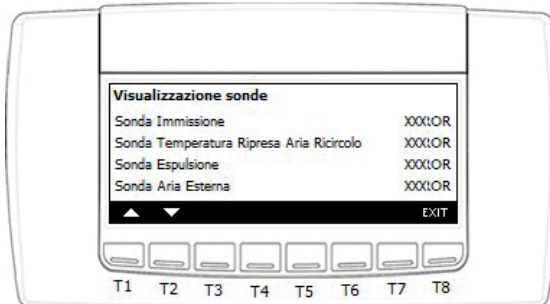 Visualizzazione sonde
Sonda Immissione XXX!OR
Sonda Temperatura Ripresa Aria Ricircolo XXX!OR
Sonda Espulsione XXX!OR
Sonda Aria Esterna XXX!OR
EXIT
T1 T2 T3 T4 T5 T6 T7 T8